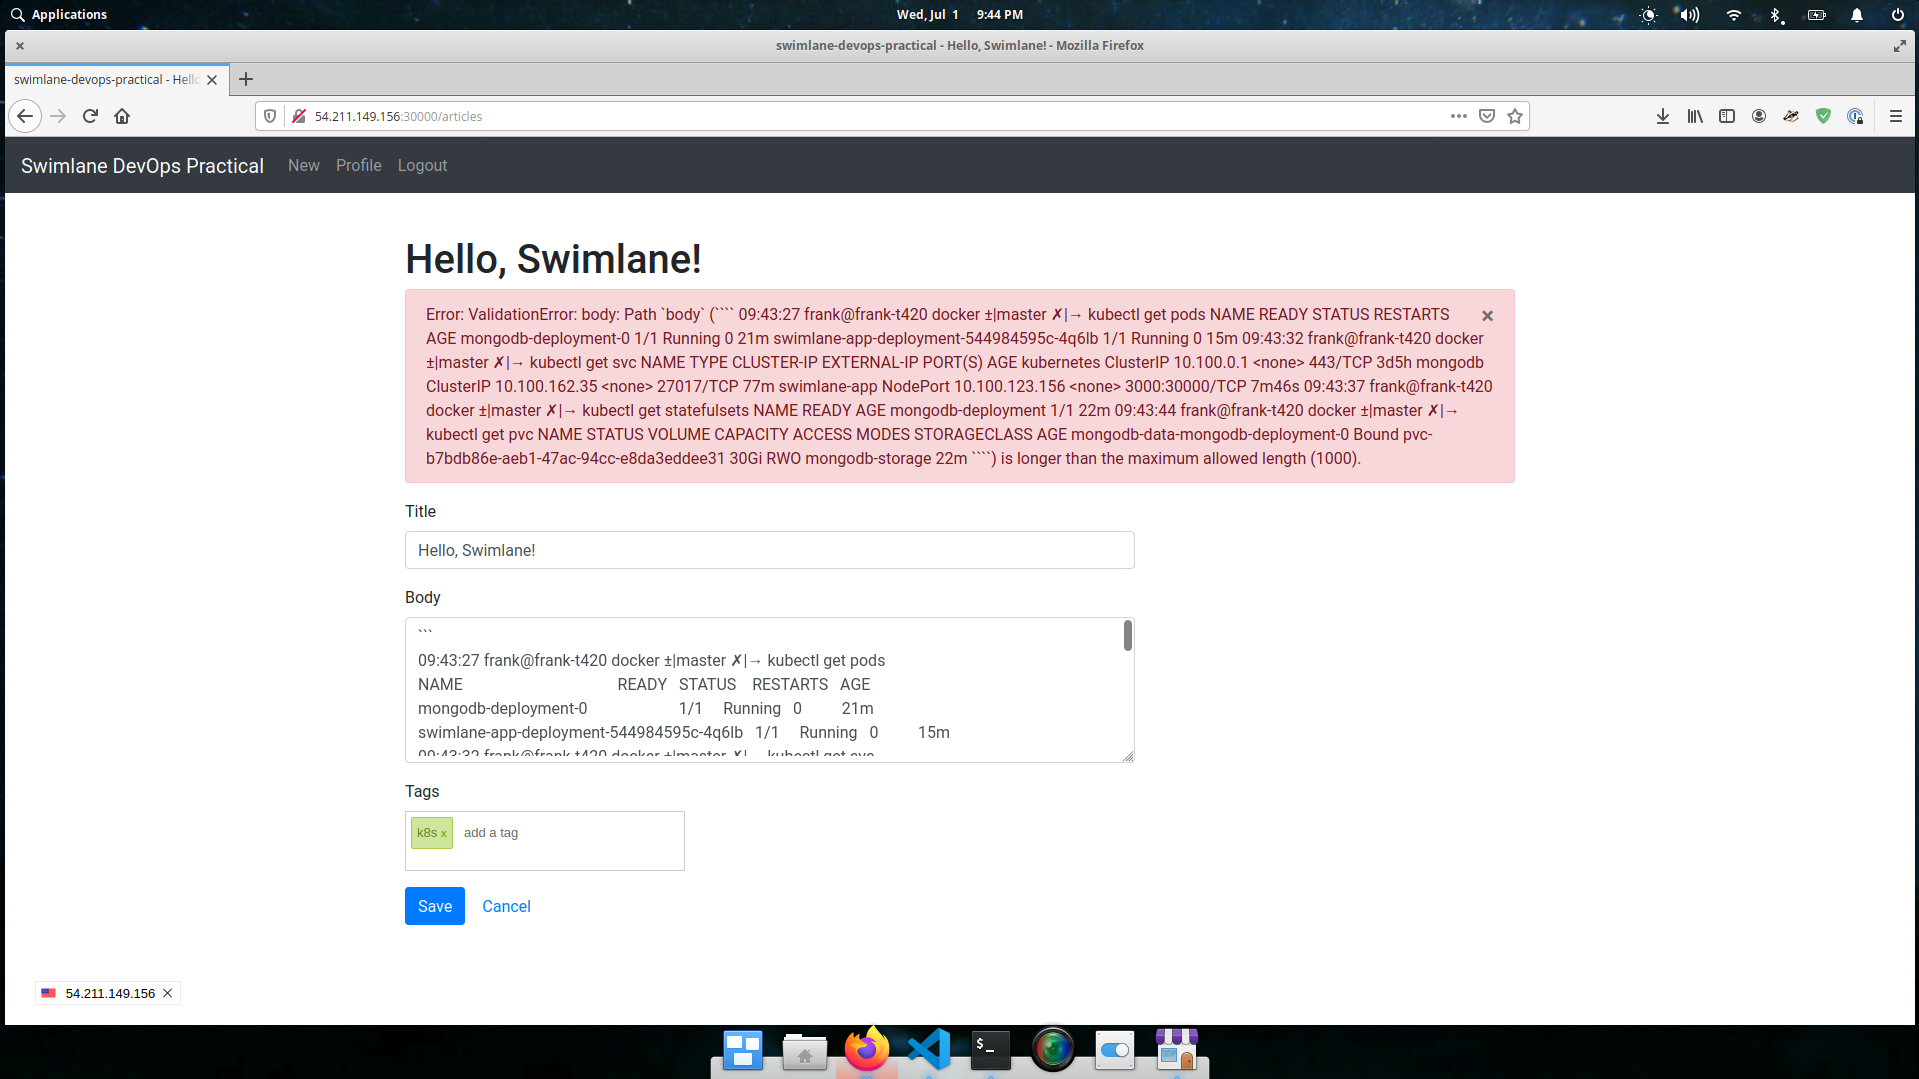 Applications
Wed, Jul 1 9:44 PM
swimlane-devops-practical - Hello, Swimlane! - Mozilla Firefox
swimlane-devops-practical - Hello
54.211.149.156:30000/articles
Swimlane DevOps Practical New Profile Logout
Hello, Swimlane!
Error: ValidationError: body: Path `body` (```` 09:43:27 frank@frank-t420 docker ±|master ✗|→ kubectl get pods NAME READY STATUS RESTARTS
AGE mongodb-deployment-0 1/1 Running 0 21m swimlane-app-deployment-544984595c-4q6lb 1/1 Running 0 15m 09:43:32 frank@frank-t420 docker
±|master ✗|→ kubectl get svc NAME TYPE CLUSTER-IP EXTERNAL-IP PORT(S) AGE kubernetes ClusterIP 10.100.0.1 <none> 443/TCP 3d5h mongodb
ClusterIP 10.100.162.35 <none> 27017/TCP 77m swimlane-app NodePort 10.100.123.156 <none> 3000:30000/TCP 7m46s 09:43:37 frank@frank-t420
docker ±|master ✗|→ kubectl get statefulsets NAME READY AGE mongodb-deployment 1/1 22m 09:43:44 frank@frank-t420 docker ±|master ✗|→
kubectl get pvc NAME STATUS VOLUME CAPACITY ACCESS MODES STORAGECLASS AGE mongodb-data-mongodb-deployment-0 Bound pvc-
b7bdb86e-aeb1-47ac-94cc-e8da3eddee31 30Gi RWO mongodb-storage 22m ````) is longer than the maximum allowed length (1000).
Title
Hello, Swimlane!
Body
```
09:43:27 frank@frank-t420 docker ±|master ✗|→ kubectl get pods
NAME READY STATUS RESTARTS AGE
mongodb-deployment-0 1/1 Running 0 21m
swimlane-app-deployment-544984595c-4q6lb 1/1 Running 0 15m
09:43:32 frank@frank-t420 docker ±|master ✗|→ kubectl get svc
Tags
k8s x add a tag
Save Cancel
54.211.149.156